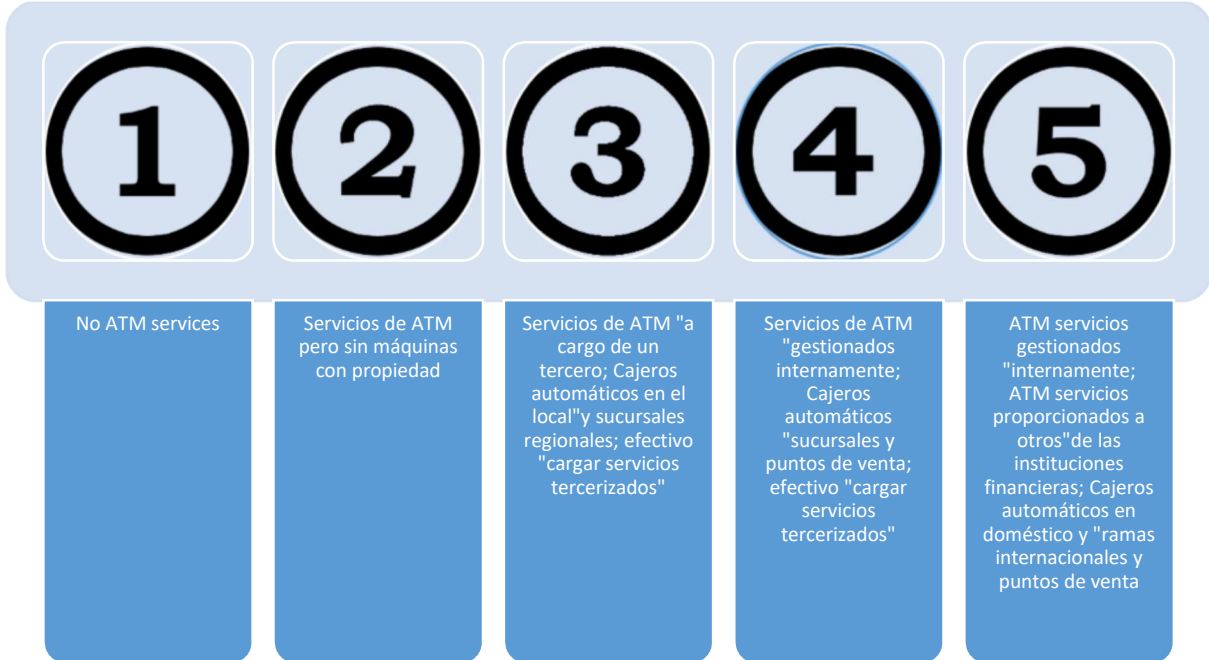 1
2
3
4
5
No ATM services
Servicios de ATM
pero sin máquinas
con propiedad
Servicios de ATM "a
cargo de un
tercero; Cajeros
automáticos en el
local"y sucursales
regionales; efectivo
"cargar servicios
tercerizados"
Servicios de ATM
"gestionados
internamente;
Cajeros
automáticos
"sucursales y
puntos de venta;
efectivo "cargar
servicios
tercerizados"
ATM servicios
gestionados
"internamente;
ATM servicios
proporcionados a
otros"de las
instituciones
financieras; Cajeros
automáticos en
doméstico y "ramas
internacionales y
puntos de venta